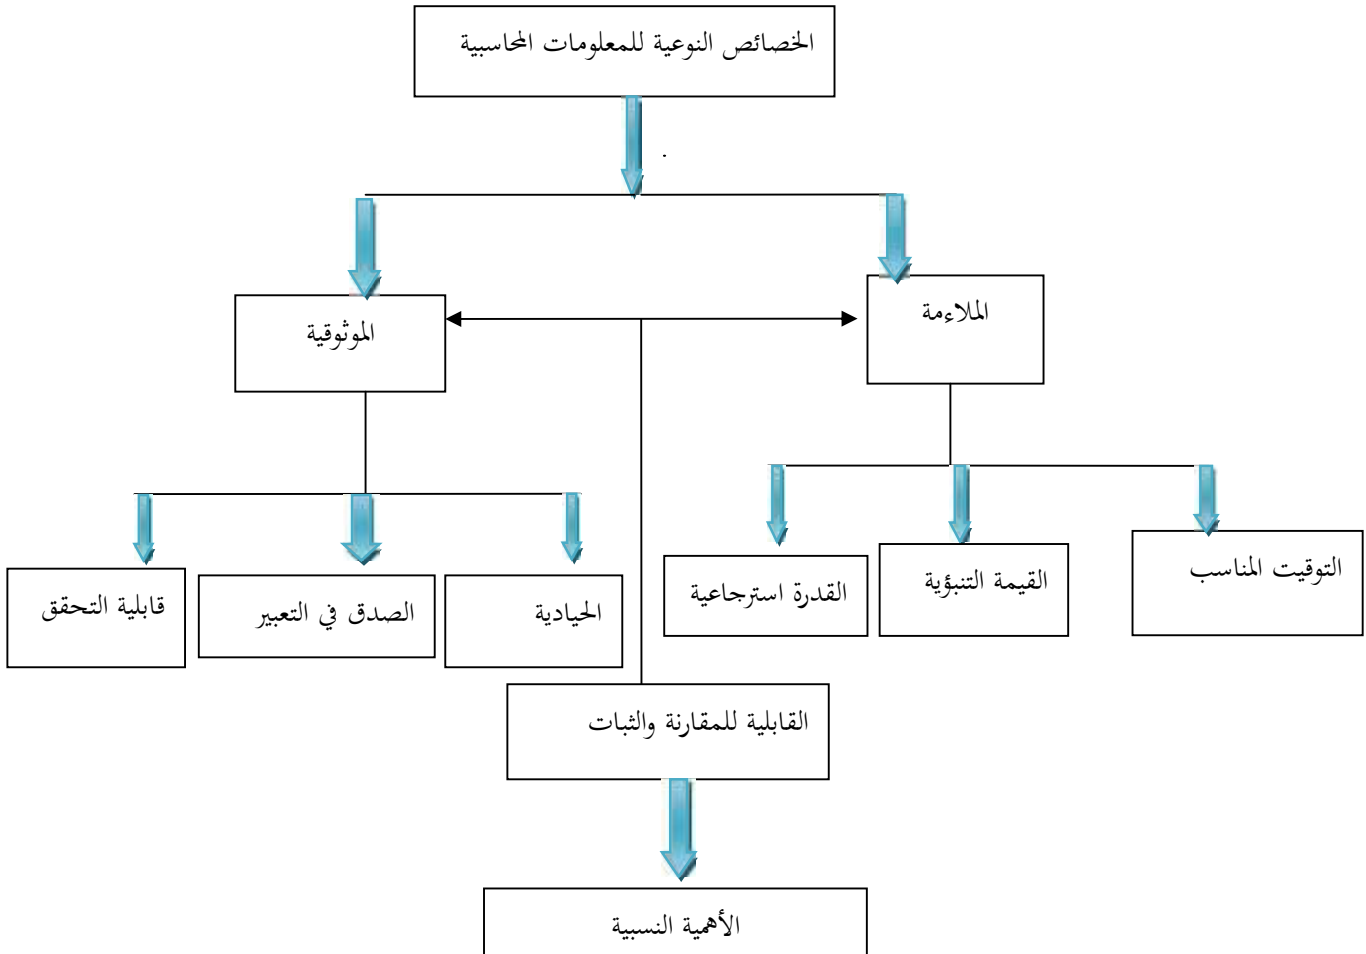 الخصائص النوعية للمعلومات المحاسبية
الملاءمة
الموثوقية
التوقيت المناسب
القيمة التنبؤية
القدرة استرجاعية
الحيادية
الصدق في التعبير
قابلية التحقق
القابلية للمقارنة والثبات
الأهمية النسبية